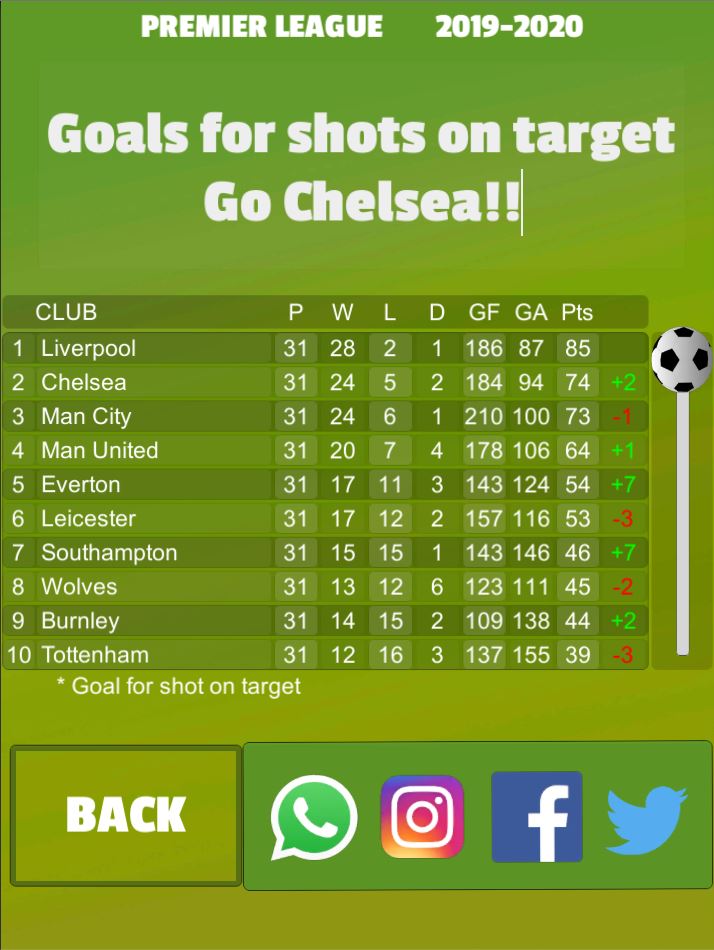 PREMIER LEAGUE 2019-2020
Goals for shots on target
Go Chelsea!!
CLUB P W L D GF GA Pts
1 Liverpool 31 28 2 1 186 87 85
2 Chelsea 31 24 5 2 184 94 74 +2
3 Man City 31 24 6 1 210 100 73 -1
4 Man United 31 20 7 4 178 106 64 +1
5 Everton 31 17 11 3 143 124 54 +7
6 Leicester 31 17 12 2 157 116 53 -3
7 Southampton 31 15 15 1 143 146 46 +7
8 Wolves 31 13 12 6 123 111 45 -2
9 Burnley 31 14 15 2 109 138 44 +2
10 Tottenham 31 12 16 3 137 155 39 -3
* Goal for shot on target
BACK